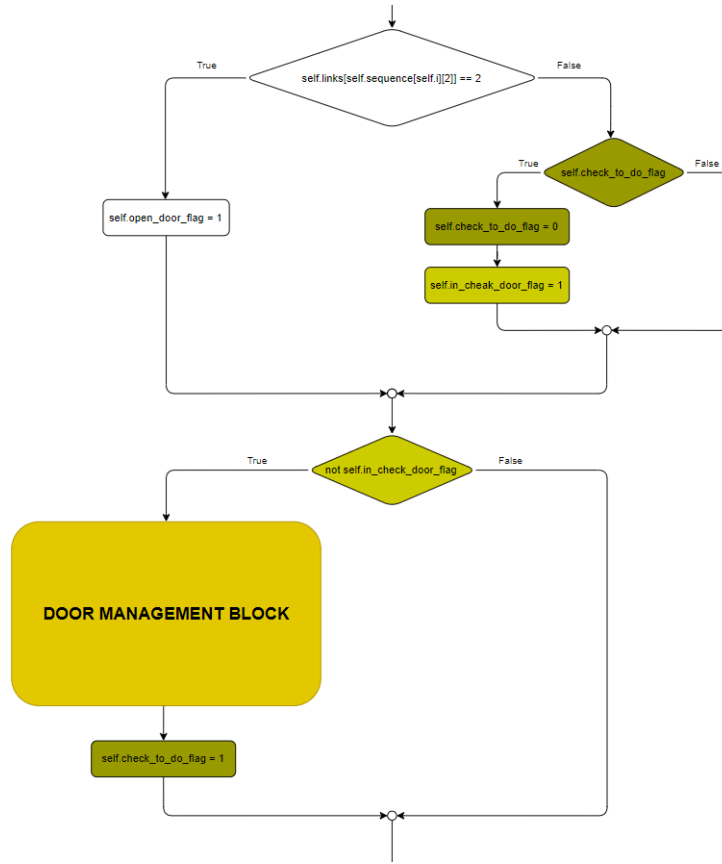 self.links[self.sequence[self.i][2]] == 2
True
False
self.check_to_do_flag
True
False
self.open_door_flag = 1
self.check_to_do_flag = 0
self.in_cheak_door_flag = 1
not self.in_check_door_flag
True
False
DOOR MANAGEMENT BLOCK
self.check_to_do_flag = 1